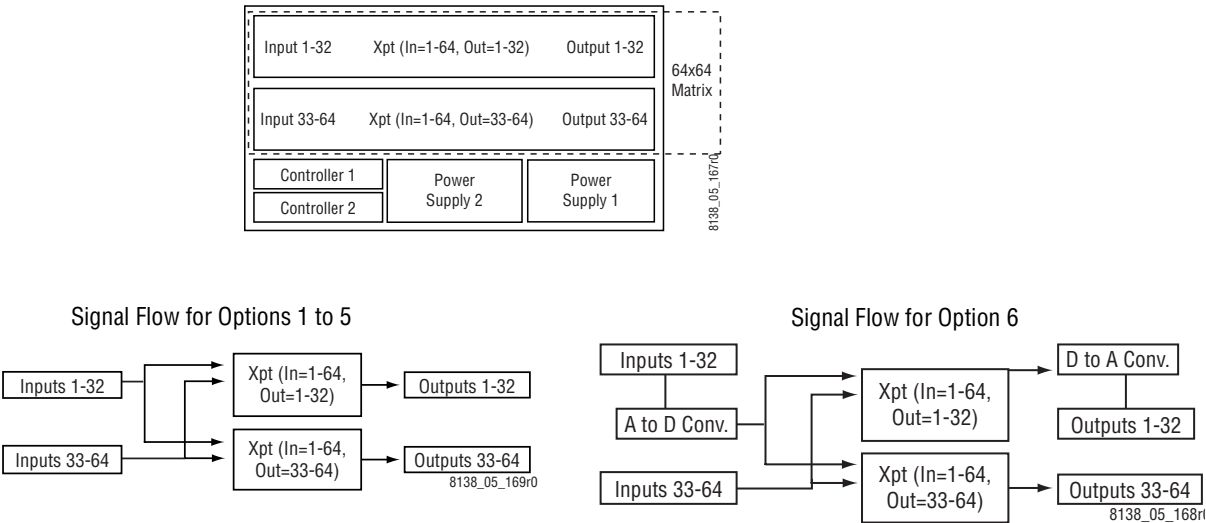 Input 1-32 Xpt (In=1-64, Out=1-32) Output 1-32
64x64
Matrix
Input 33-64 Xpt (In=1-64, Out=33-64) Output 33-64
Controller 1
Controller 2
Power
Supply 2
Power
Supply 1
8138_05_167r0
Signal Flow for Options 1 to 5
Inputs 1-32
Xpt (In=1-64,
Out=1-32)
Outputs 1-32
Inputs 33-64
Xpt (In=1-64,
Out=33-64)
Outputs 33-64
8138_05_169r0
Signal Flow for Option 6
Inputs 1-32
A to D Conv.
Xpt (In=1-64,
Out=1-32)
D to A Conv.
Outputs 1-32
Inputs 33-64
Xpt (In=1-64,
Out=33-64)
Outputs 33-64
8138_05_168r0